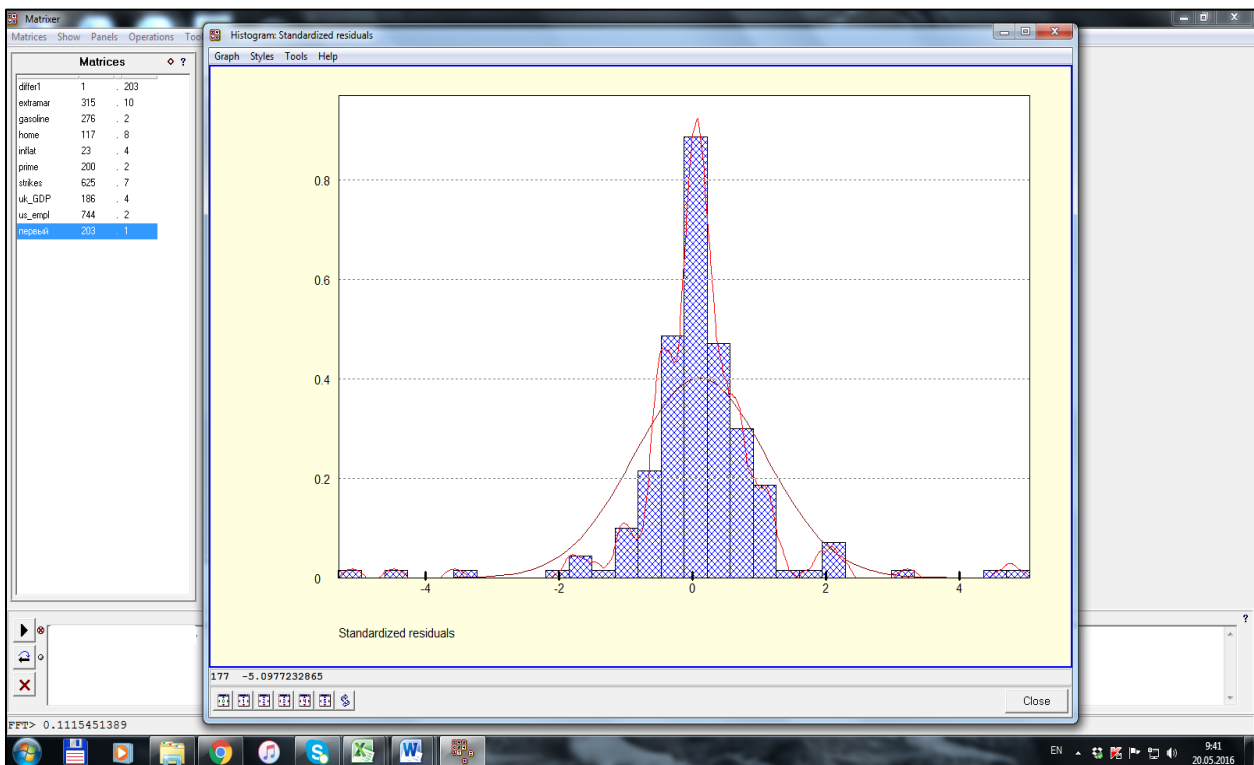 Matrixer
Matrices Show Panels Operations
Matrices ?
differ1 1 . 203
extramar 315 . 10
gasoline 276 . 2
home 117 . 8
inflat 23 . 4
prime 200 . 2
strikes 625 . 7
uk_GDP 186 . 4
us_empl 744 . 2
первый 203 . 1
Histogram: Standardized residuals
Graph Styles Tools Help
0.8
0.6
0.4
0.2
0
-4 -2 0 2 4
Standardized residuals
177 -5.0977232865
Close
?
FFT> 0.1115451389
EN
9:41
20.05.2016